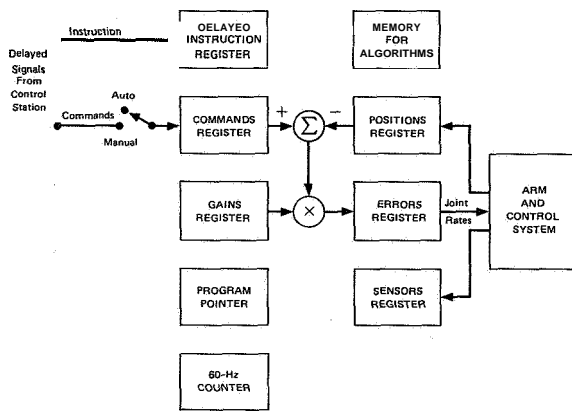 Instruction
Delayed
Signals
From
Control
Station
Auto
Commands
Manual
OELAYEO
INSTRUCTION
REGISTER
MEMORY
FOR
ALGORITHMS
COMMANDS
REGISTER
+
Σ
−
POSITIONS
REGISTER
GAINS
REGISTER
×
ERRORS
REGISTER
Joint
Rates
ARM
AND
CONTROL
SYSTEM
PROGRAM
POINTER
SENSORS
REGISTER
60-Hz
COUNTER